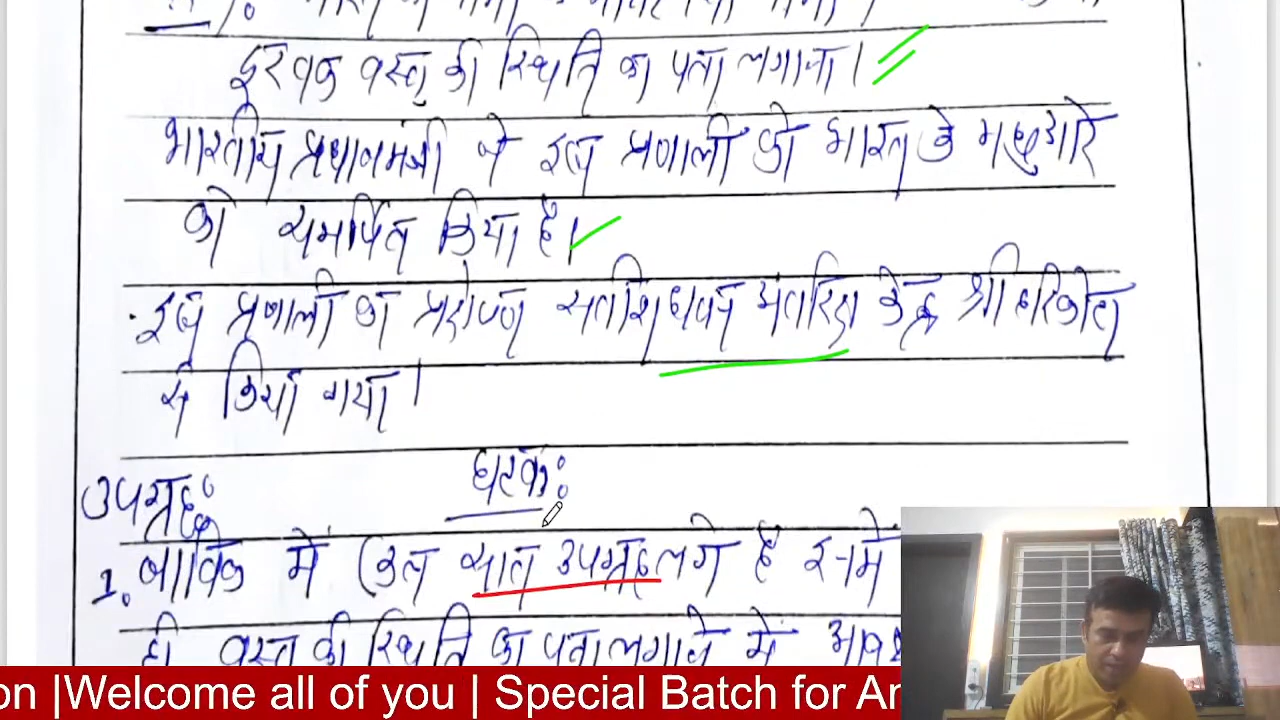 दूर वक वस्तु की स्थिति का पता लगाना।
भारतीय प्रधानमंत्री ने इस प्रणाली को भारत के मछुआरे
को समर्पित किया है।
इस प्रणाली का प्रक्षेपण सतीश धवन अंतरिक्ष केन्द्र श्री हरिकोटा
से किया गया।
घटक:
उपग्रह:
1. बाविक में कुल सात उपग्रह लगे हैं इनमे
ही वस्तु की स्थिति का पता लगाने में
on |Welcome all of you | Special Batch for Ar